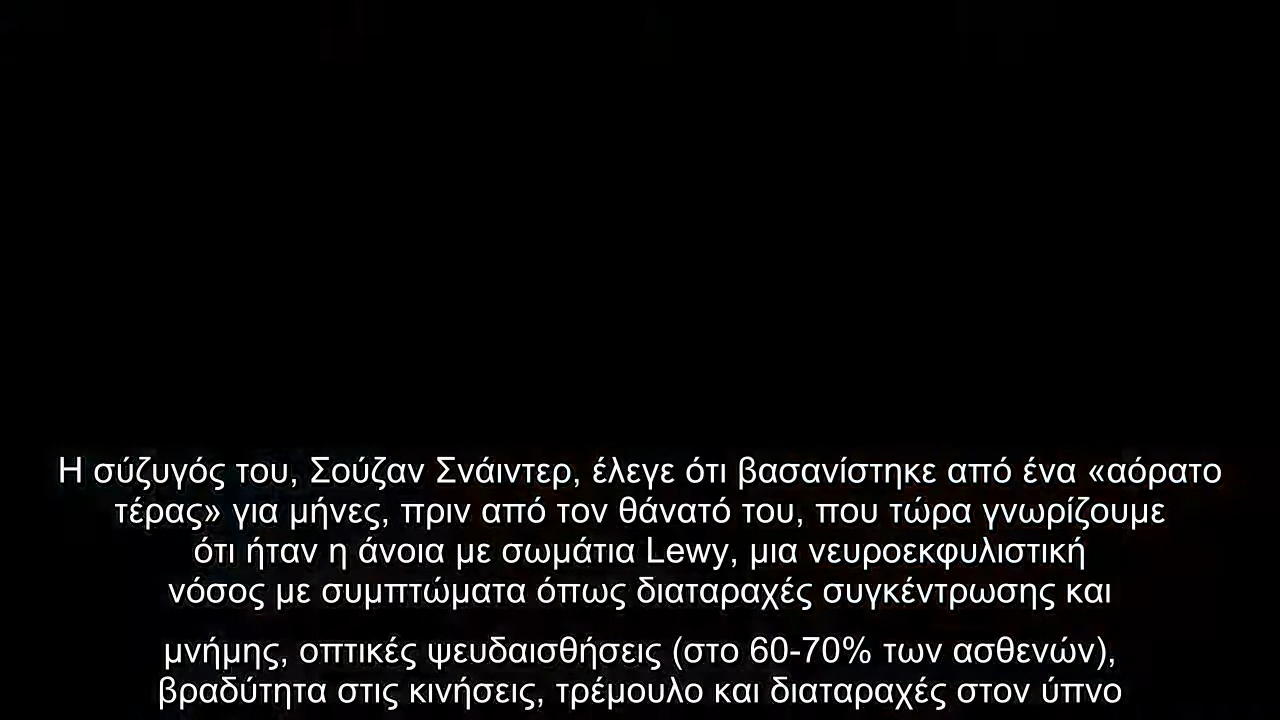 Η σύζυγός του, Σούζαν Σνάιντερ, έλεγε ότι βασανίστηκε από ένα «αόρατο
τέρας» για μήνες, πριν από τον θάνατό του, που τώρα γνωρίζουμε
ότι ήταν η άνοια με σωμάτια Lewy, μια νευροεκφυλιστική
νόσος με συμπτώματα όπως διαταραχές συγκέντρωσης και
μνήμης, οπτικές ψευδαισθήσεις (στο 60-70% των ασθενών),
βραδύτητα στις κινήσεις, τρέμουλο και διαταραχές στον ύπνο